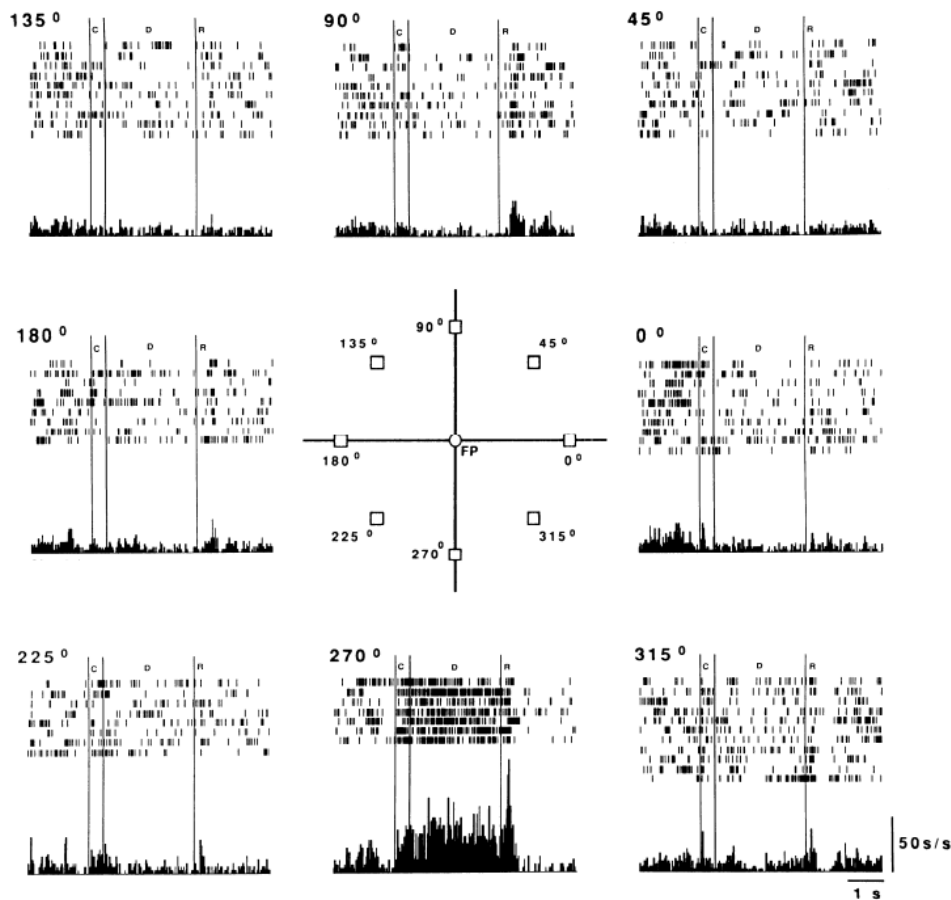 135⁰
C D R
90⁰
C D R
45⁰
C D R
180⁰
C D R
90⁰
135⁰
45⁰
180⁰
FP
0⁰
225⁰
315⁰
270⁰
0⁰
C D R
225⁰
C D R
270⁰
C D R
315⁰
C D R
50s/s
1 s